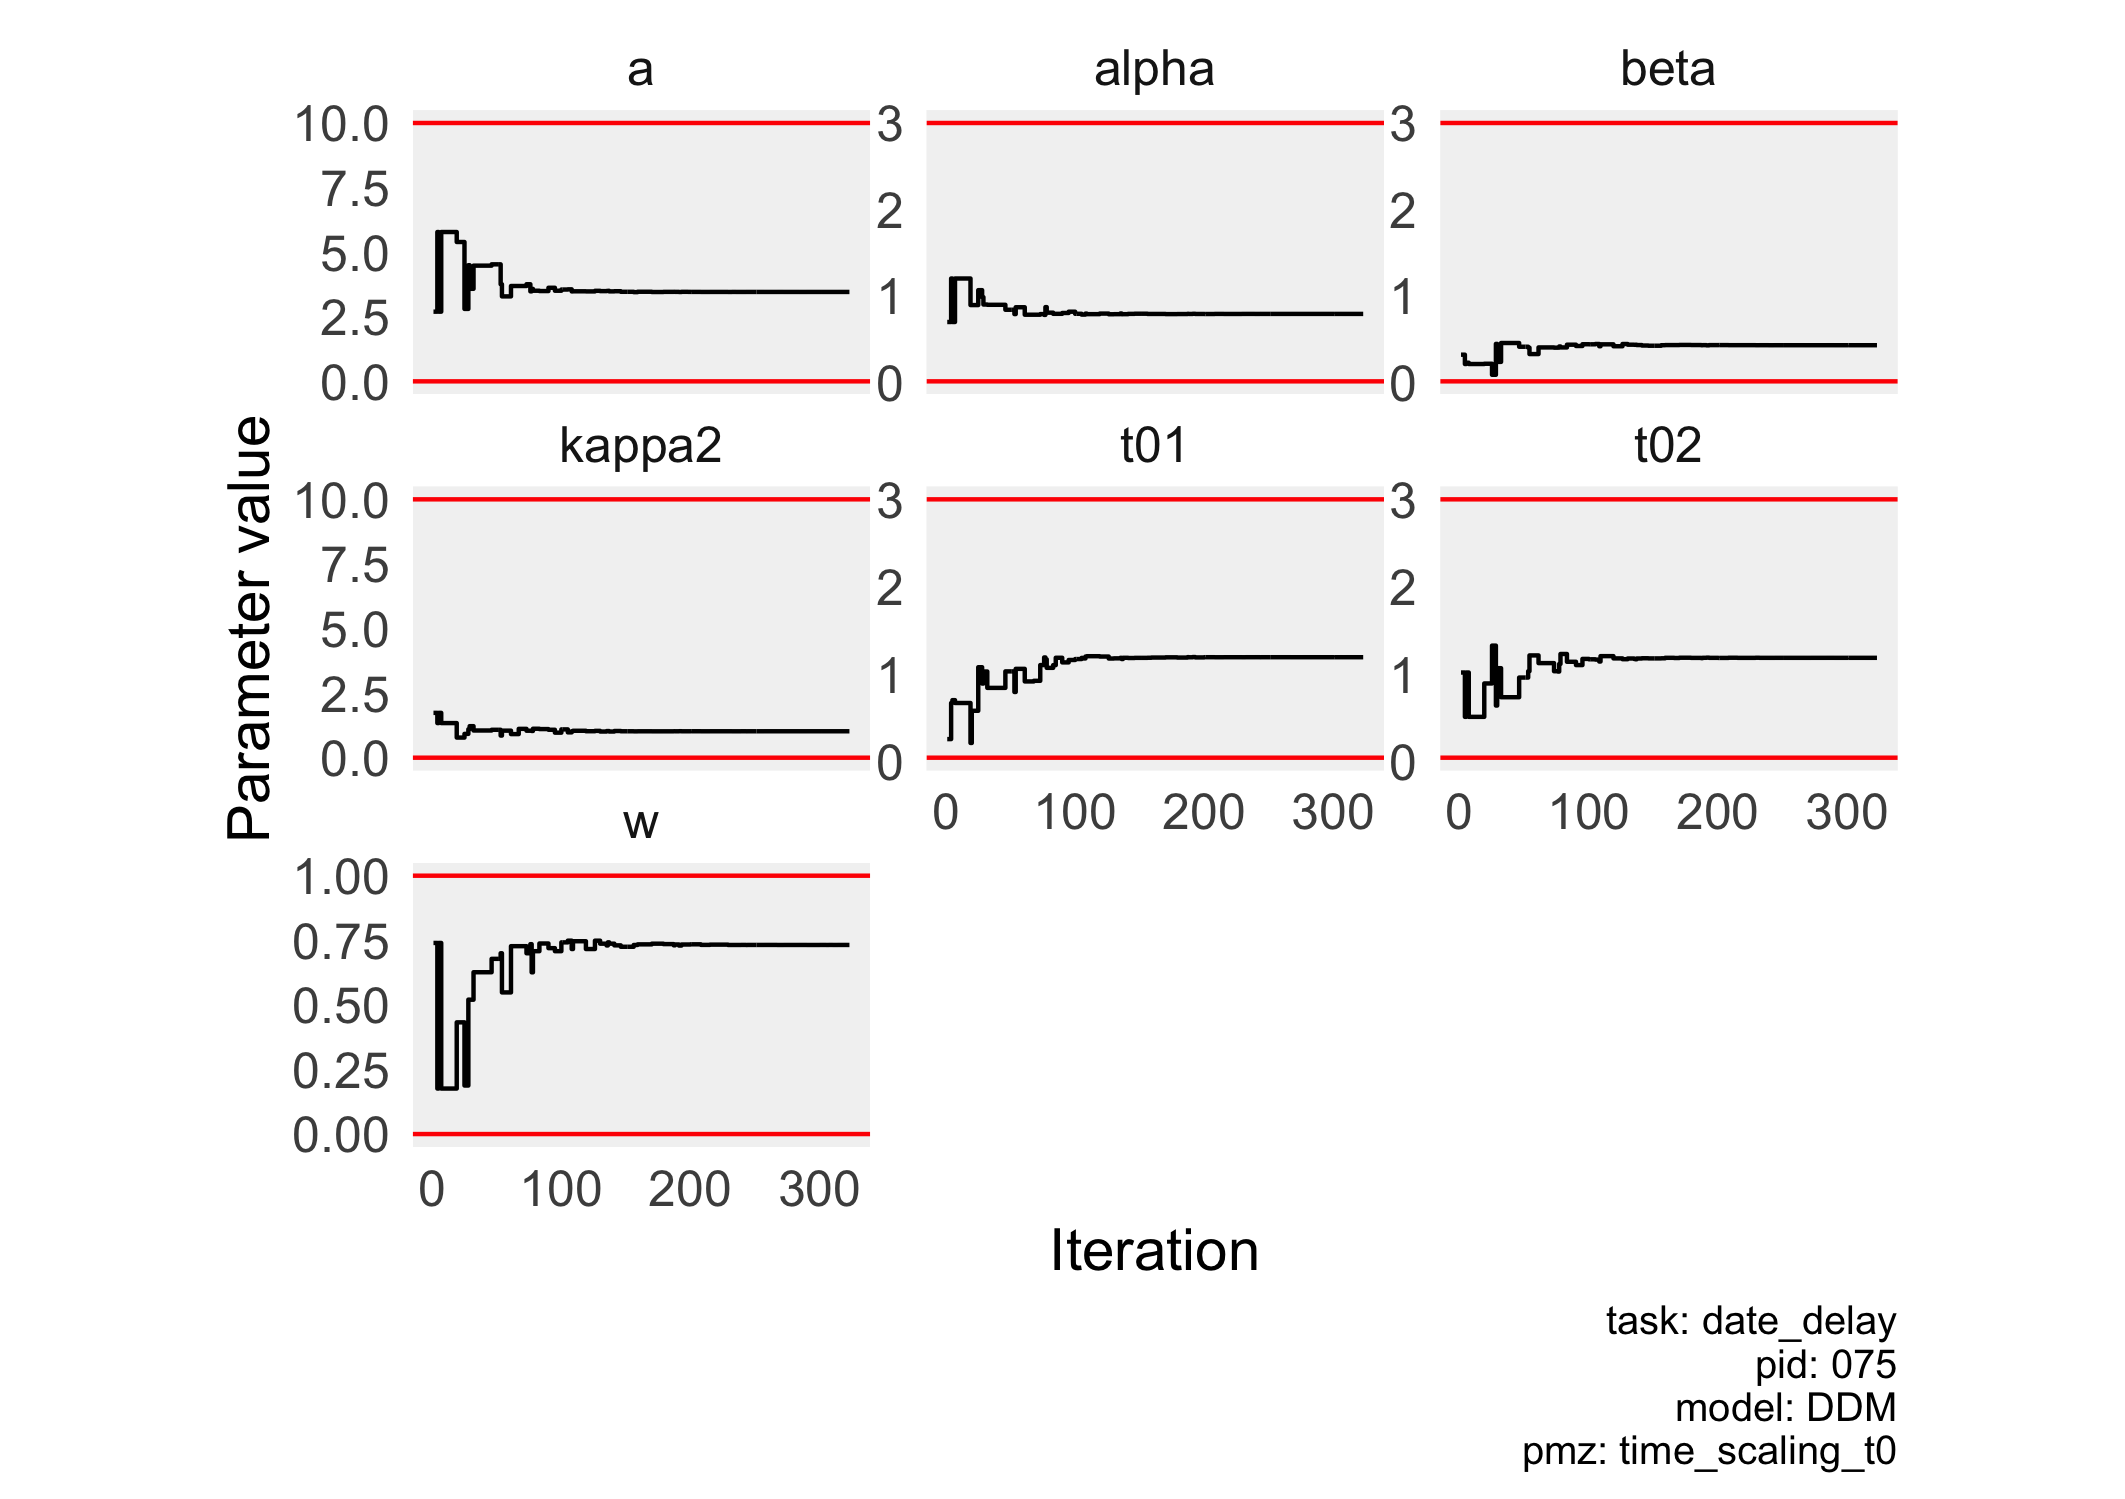 a alpha beta
10.0 3 3
7.5
2 2
5.0
1 1
2.5
0.0 0 0
kappa2 t01 t02
10.0 3 3
7.5
2 2
5.0
2.5 1 1
0.0 0 0
0 100 200 300 0 100 200 300
w
1.00
0.75
0.50
0.25
0.00
0 100 200 300
Parameter value
Iteration
task: date_delay
pid: 075
model: DDM
pmz: time_scaling_t0